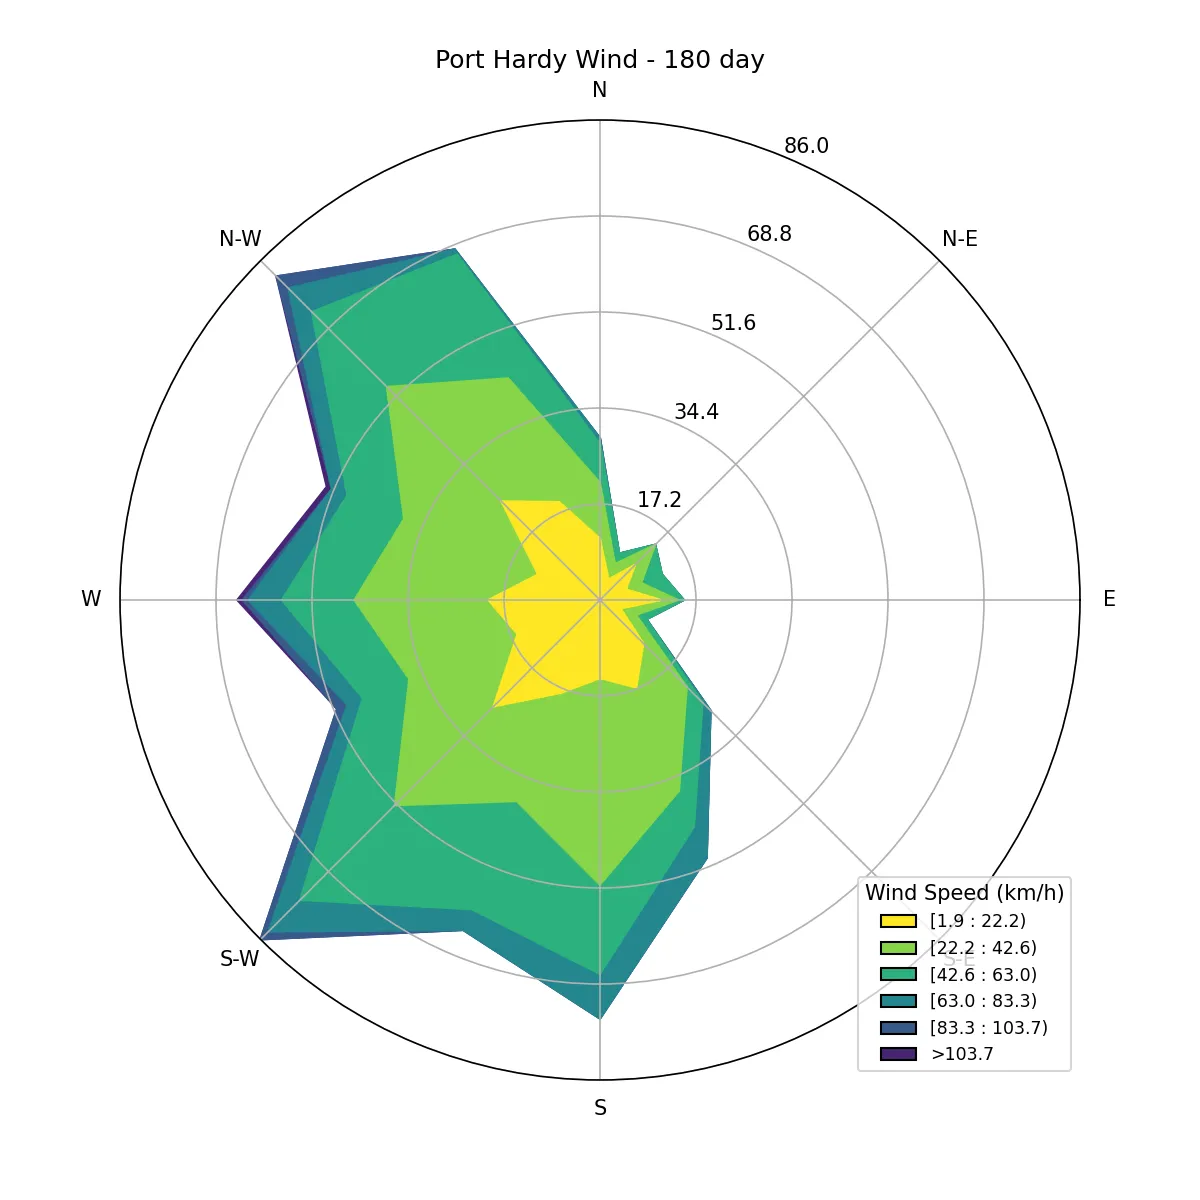 Port Hardy Wind - 180 day
N
86.0
N-W
68.8
N-E
51.6
34.4
17.2
W
E
S-W
S-E
S
Wind Speed (km/h)
[1.9 : 22.2)
[22.2 : 42.6)
[42.6 : 63.0)
[63.0 : 83.3)
[83.3 : 103.7)
>103.7